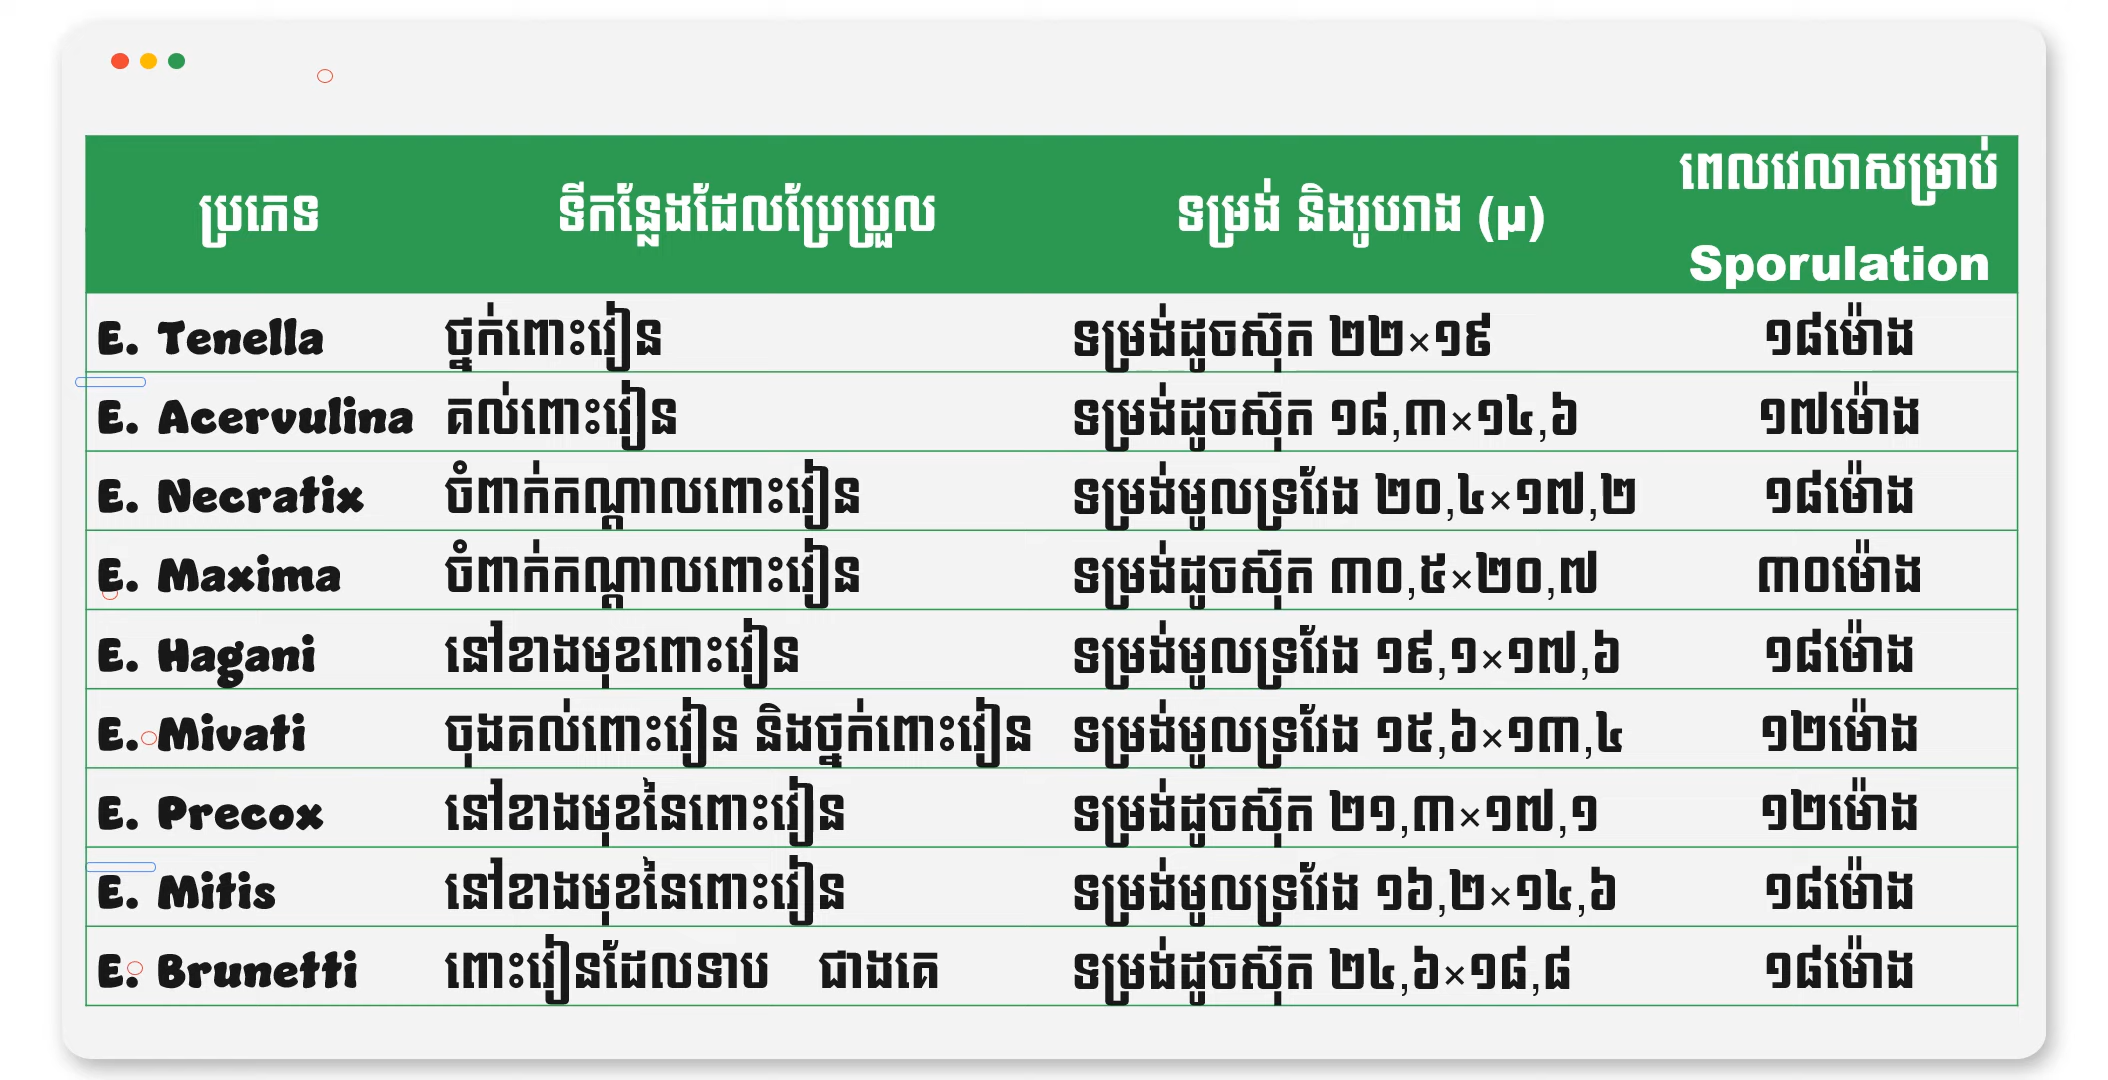 ប្រភេទ ទីកន្លែងដែលប្រែប្រួល ទម្រង់ និងរូបរាង (µ) ពេលវេលាសម្រាប់
Sporulation
E. Tenella ថ្នក់ពោះវៀន ទម្រង់ដូចស៊ុត ២២×១៩ ១៨ម៉ោង
E. Acervulina គល់ពោះវៀន ទម្រង់ដូចស៊ុត ១៨,៣×១៤,៦ ១៧ម៉ោង
E. Necratix ចំពាក់កណ្ដាលពោះវៀន ទម្រង់មូលទ្រវែង ២០,៤×១៧,២ ១៨ម៉ោង
E. Maxima ចំពាក់កណ្ដាលពោះវៀន ទម្រង់ដូចស៊ុត ៣០,៥×២០,៧ ៣០ម៉ោង
E. Hagani នៅខាងមុខពោះវៀន ទម្រង់មូលទ្រវែង ១៩,១×១៧,៦ ១៨ម៉ោង
E. Mivati ចុងគល់ពោះវៀន និងថ្នក់ពោះវៀន ទម្រង់មូលទ្រវែង ១៥,៦×១៣,៤ ១២ម៉ោង
E. Precox នៅខាងមុខនៃពោះវៀន ទម្រង់ដូចស៊ុត ២១,៣×១៧,១ ១២ម៉ោង
E. Mitis នៅខាងមុខនៃពោះវៀន ទម្រង់មូលទ្រវែង ១៦,២×១៤,៦ ១៨ម៉ោង
E. Brunetti ពោះវៀនដែលទាប ជាងគេ ទម្រង់ដូចស៊ុត ២៤,៦×១៨,៨ ១៨ម៉ោង